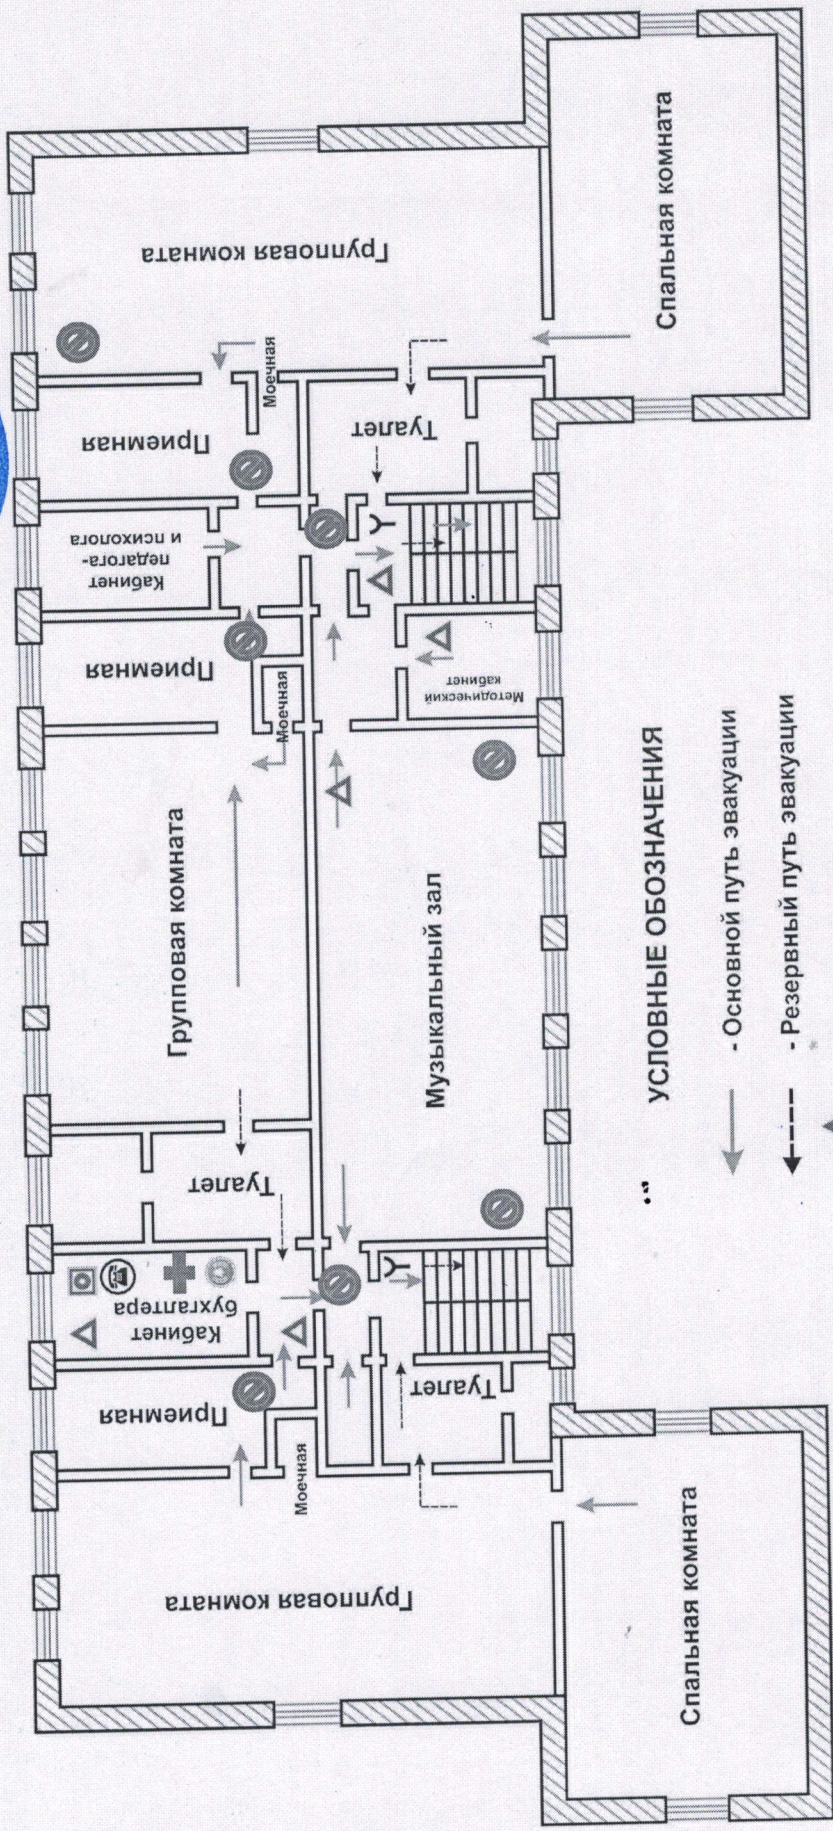 Групповая комната
Моечная
Приемная
Кабинет
бухгалтера
Туалет
Туалет
Спальная комната
Групповая комната
Моечная
Приемная
Музыкальный зал
Кабинет
педагога-
и психолога
Методический
кабинет
Приемная
Моечная
Туалет
Групповая комната
Спальная комната
УСЛОВНЫЕ ОБОЗНАЧЕНИЯ
- Основной путь эвакуации
- Резервный путь эвакуации